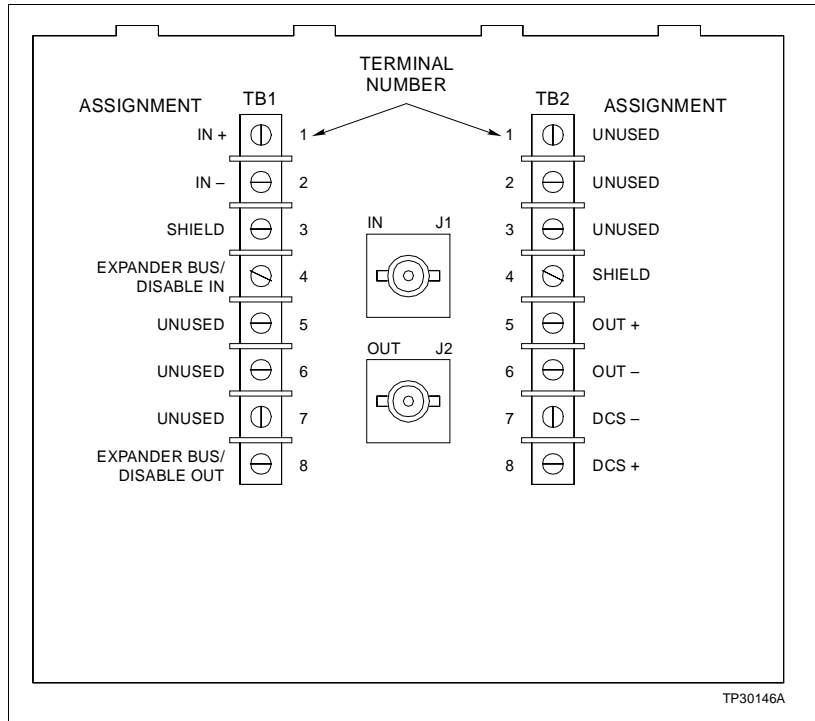 TERMINAL
NUMBER
ASSIGNMENT TB1 TB2 ASSIGNMENT
IN + 1 1 UNUSED
IN – 2 2 UNUSED
SHIELD 3 3 UNUSED
IN J1
EXPANDER BUS/
DISABLE IN 4 4 SHIELD
UNUSED 5 5 OUT +
OUT J2
UNUSED 6 6 OUT –
UNUSED 7 7 DCS –
EXPANDER BUS/
DISABLE OUT 8 8 DCS +
TP30146A